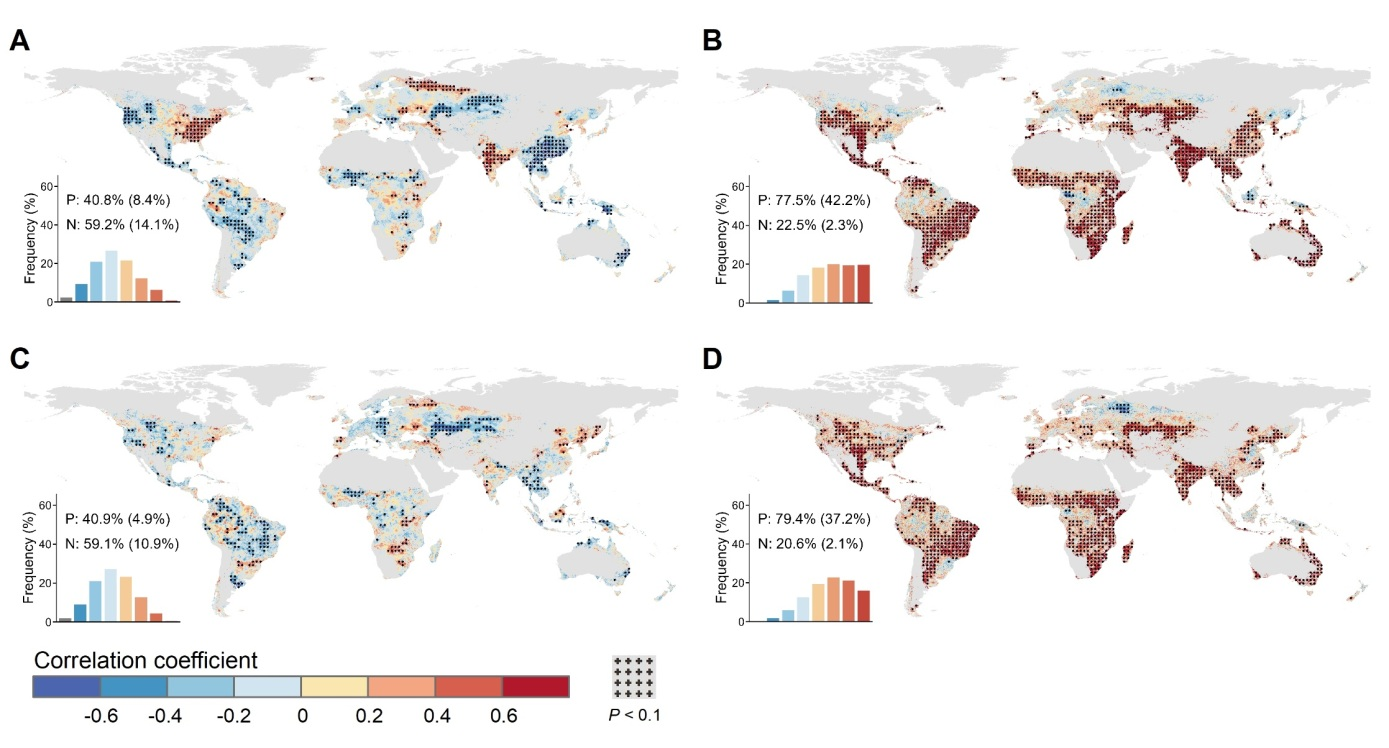 A
B
Frequency (%)
60
40
20
0
P: 40.8% (8.4%)
N: 59.2% (14.1%)
Frequency (%)
60
40
20
0
P: 77.5% (42.2%)
N: 22.5% (2.3%)
C
D
Frequency (%)
60
40
20
0
P: 40.9% (4.9%)
N: 59.1% (10.9%)
Frequency (%)
60
40
20
0
P: 79.4% (37.2%)
N: 20.6% (2.1%)
Correlation coefficient
-0.6 -0.4 -0.2 0 0.2 0.4 0.6
P < 0.1